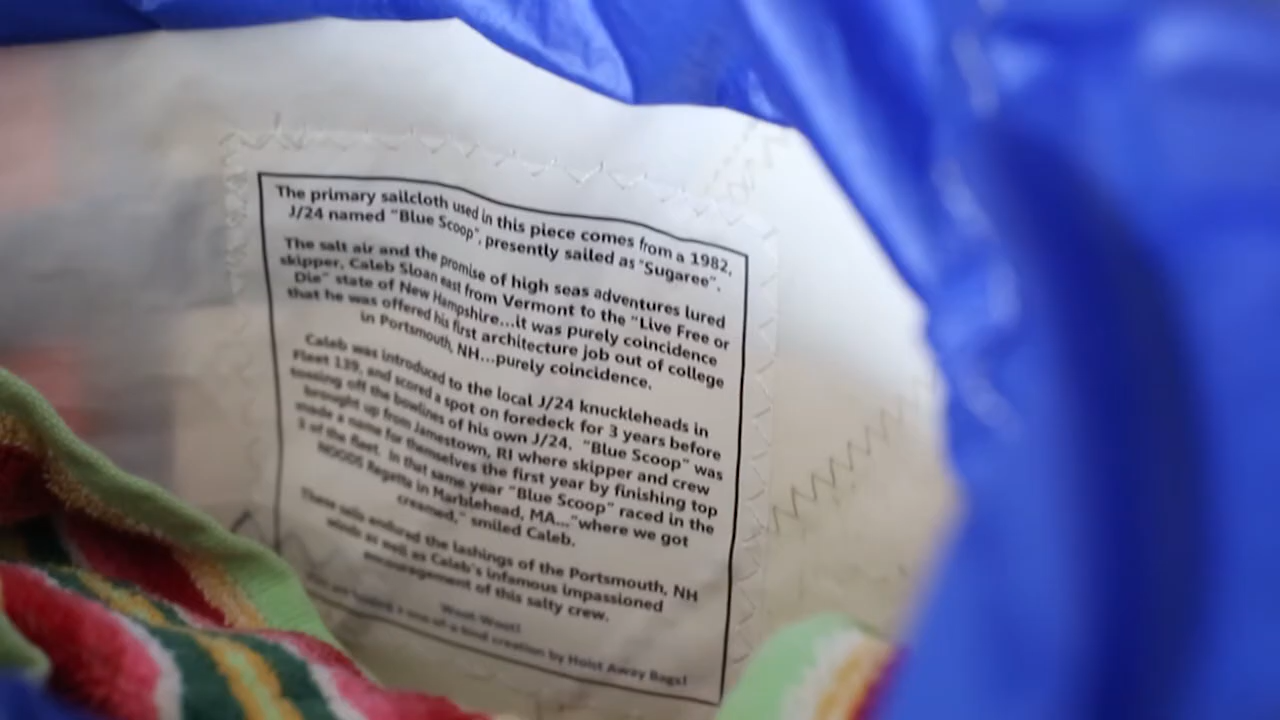 The primary sailcloth used in this piece comes from a 1982,
J/24 named "Blue Scoop", presently sailed as "Sugaree".
The salt air and the promise of high seas adventures lured
skipper, Caleb Sloan east from Vermont to the "Live Free or
Die" state of New Hampshire...it was purely coincidence
that he was offered his first architecture job out of college
in Portsmouth, NH...purely coincidence.
Caleb was introduced to the local J/24 knuckleheads in
Fleet 139, and scored a spot on foredeck for 3 years before
tossing off the bowlines of his own J/24. "Blue Scoop" was
brought up from Jamestown, RI where skipper and crew
made a name for themselves the first year by finishing top
3 of the fleet. In that same year "Blue Scoop" raced in the
NOODS Regatta in Marblehead, MA..."where we got
creamed," smiled Caleb.
These sails endured the lashings of the Portsmouth, NH
winds as well as Caleb's infamous impassioned
encouragement of this salty crew.
Woot-Woot!
a one-of-a-kind creation by Hoist Away Bags!